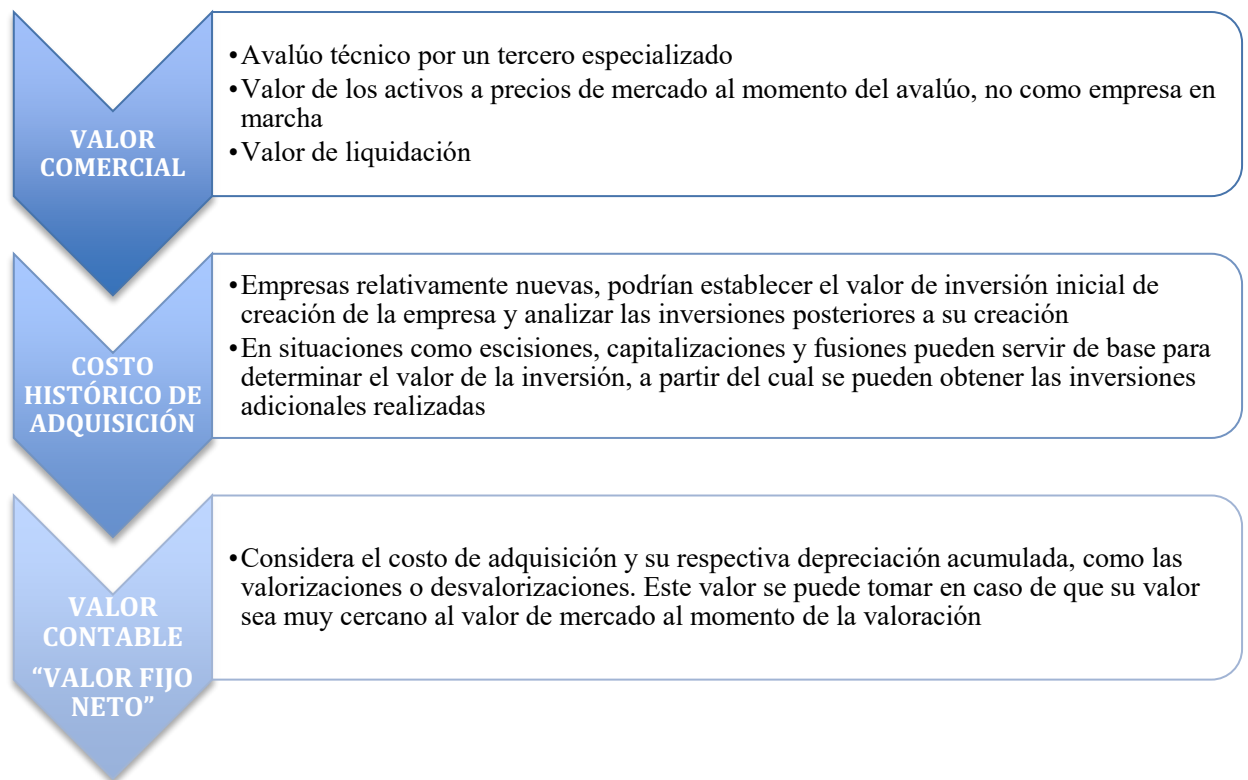 VALOR
COMERCIAL
•Avalúo técnico por un tercero especializado
•Valor de los activos a precios de mercado al momento del avalúo, no como empresa en
marcha
•Valor de liquidación
COSTO
HISTÓRICO DE
ADQUISICIÓN
•Empresas relativamente nuevas, podrían establecer el valor de inversión inicial de
creación de la empresa y analizar las inversiones posteriores a su creación
•En situaciones como escisiones, capitalizaciones y fusiones pueden servir de base para
determinar el valor de la inversión, a partir del cual se pueden obtener las inversiones
adicionales realizadas
VALOR
CONTABLE
“VALOR FIJO
NETO”
•Considera el costo de adquisición y su respectiva depreciación acumulada, como las
valorizaciones o desvalorizaciones. Este valor se puede tomar en caso de que su valor
sea muy cercano al valor de mercado al momento de la valoración